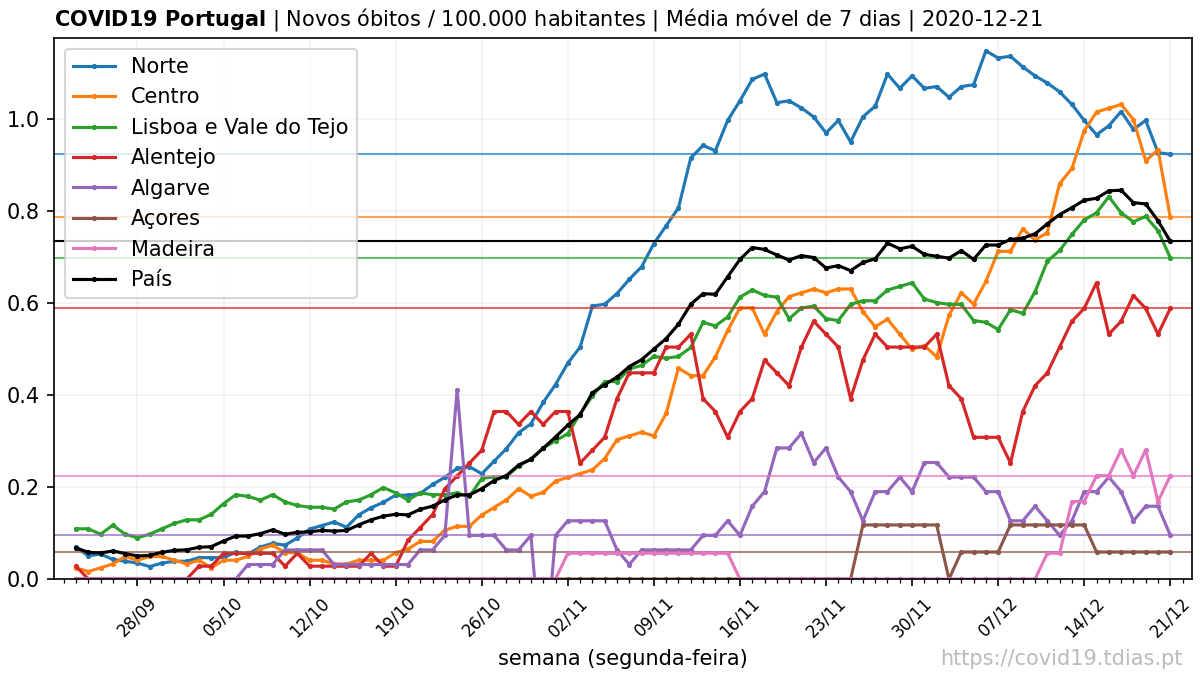 COVID19 Portugal | Novos óbitos / 100.000 habitantes | Média móvel de 7 dias | 2020-12-21
Norte
Centro
Lisboa e Vale do Tejo
Alentejo
Algarve
Açores
Madeira
País
1.0
0.8
0.6
0.4
0.2
0.0
28/09 05/10 12/10 19/10 26/10 02/11 09/11 16/11 23/11 30/11 07/12 14/12 21/12
semana (segunda-feira)
https://covid19.tdias.pt